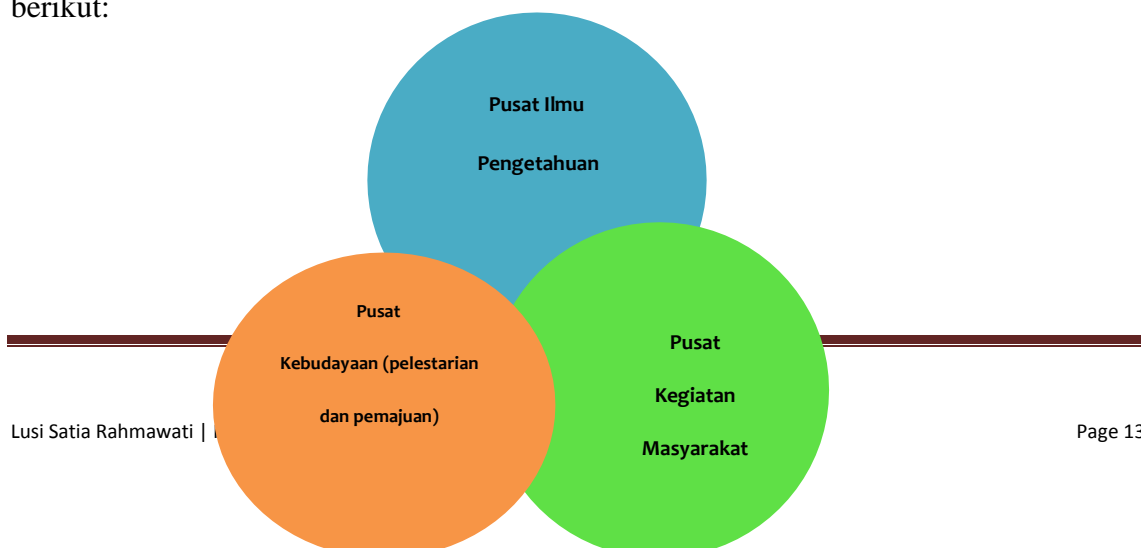 berikut:
Pusat Ilmu
Pengetahuan
Pusat
Kebudayaan (pelestarian
dan pemajuan)
Pusat
Kegiatan
Masyarakat
Lusi Satia Rahmawati |
Page 13